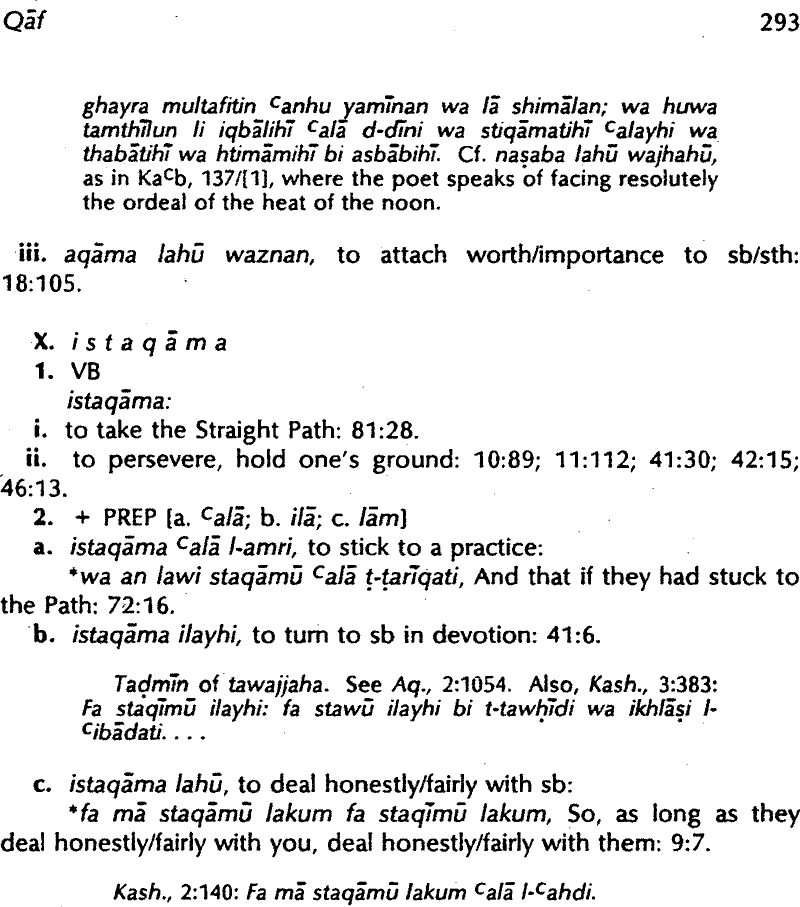 Qāf 293
ghayra multafitin ᶜanhu yamīnan wa lā shimālan; wa huwa
tamthīlun li iqbālihī ᶜalā d-dīni wa stiqāmatihī ᶜalayhi wa
thabātihī wa htimāmihī bi asbābihī. Cf. naṣaba lahū wajhahū,
as in Kaᶜb, 137/[1], where the poet speaks of facing resolutely
the ordeal of the heat of the noon.
iii. aqāma lahū waznan, to attach worth/importance to sb/sth:
18:105.
X. i s t a q ā m a
1. VB
istaqāma:
i. to take the Straight Path: 81:28.
ii. to persevere, hold one's ground: 10:89; 11:112; 41:30; 42:15;
46:13.
2. + PREP [a. ᶜalā; b. ilā; c. lām]
a. istaqāma ᶜalā l-amri, to stick to a practice:
*wa an lawi staqāmū ᶜalā ṭ-ṭarīqati, And that if they had stuck to
the Path: 72:16.
b. istaqāma ilayhi, to turn to sb in devotion: 41:6.
Taḍmīn of tawajjaha. See Aq., 2:1054. Also, Kash., 3:383:
Fa staqīmū ilayhi: fa stawū ilayhi bi t-tawḥīdi wa ikhlāṣi l-
ᶜibādati. . . .
c. istaqāma lahū, to deal honestly/fairly with sb:
*fa mā staqāmū lakum fa staqīmū lakum, So, as long as they
deal honestly/fairly with you, deal honestly/fairly with them: 9:7.
Kash., 2:140: Fa mā staqāmū lakum ᶜalā l-ᶜahdi.